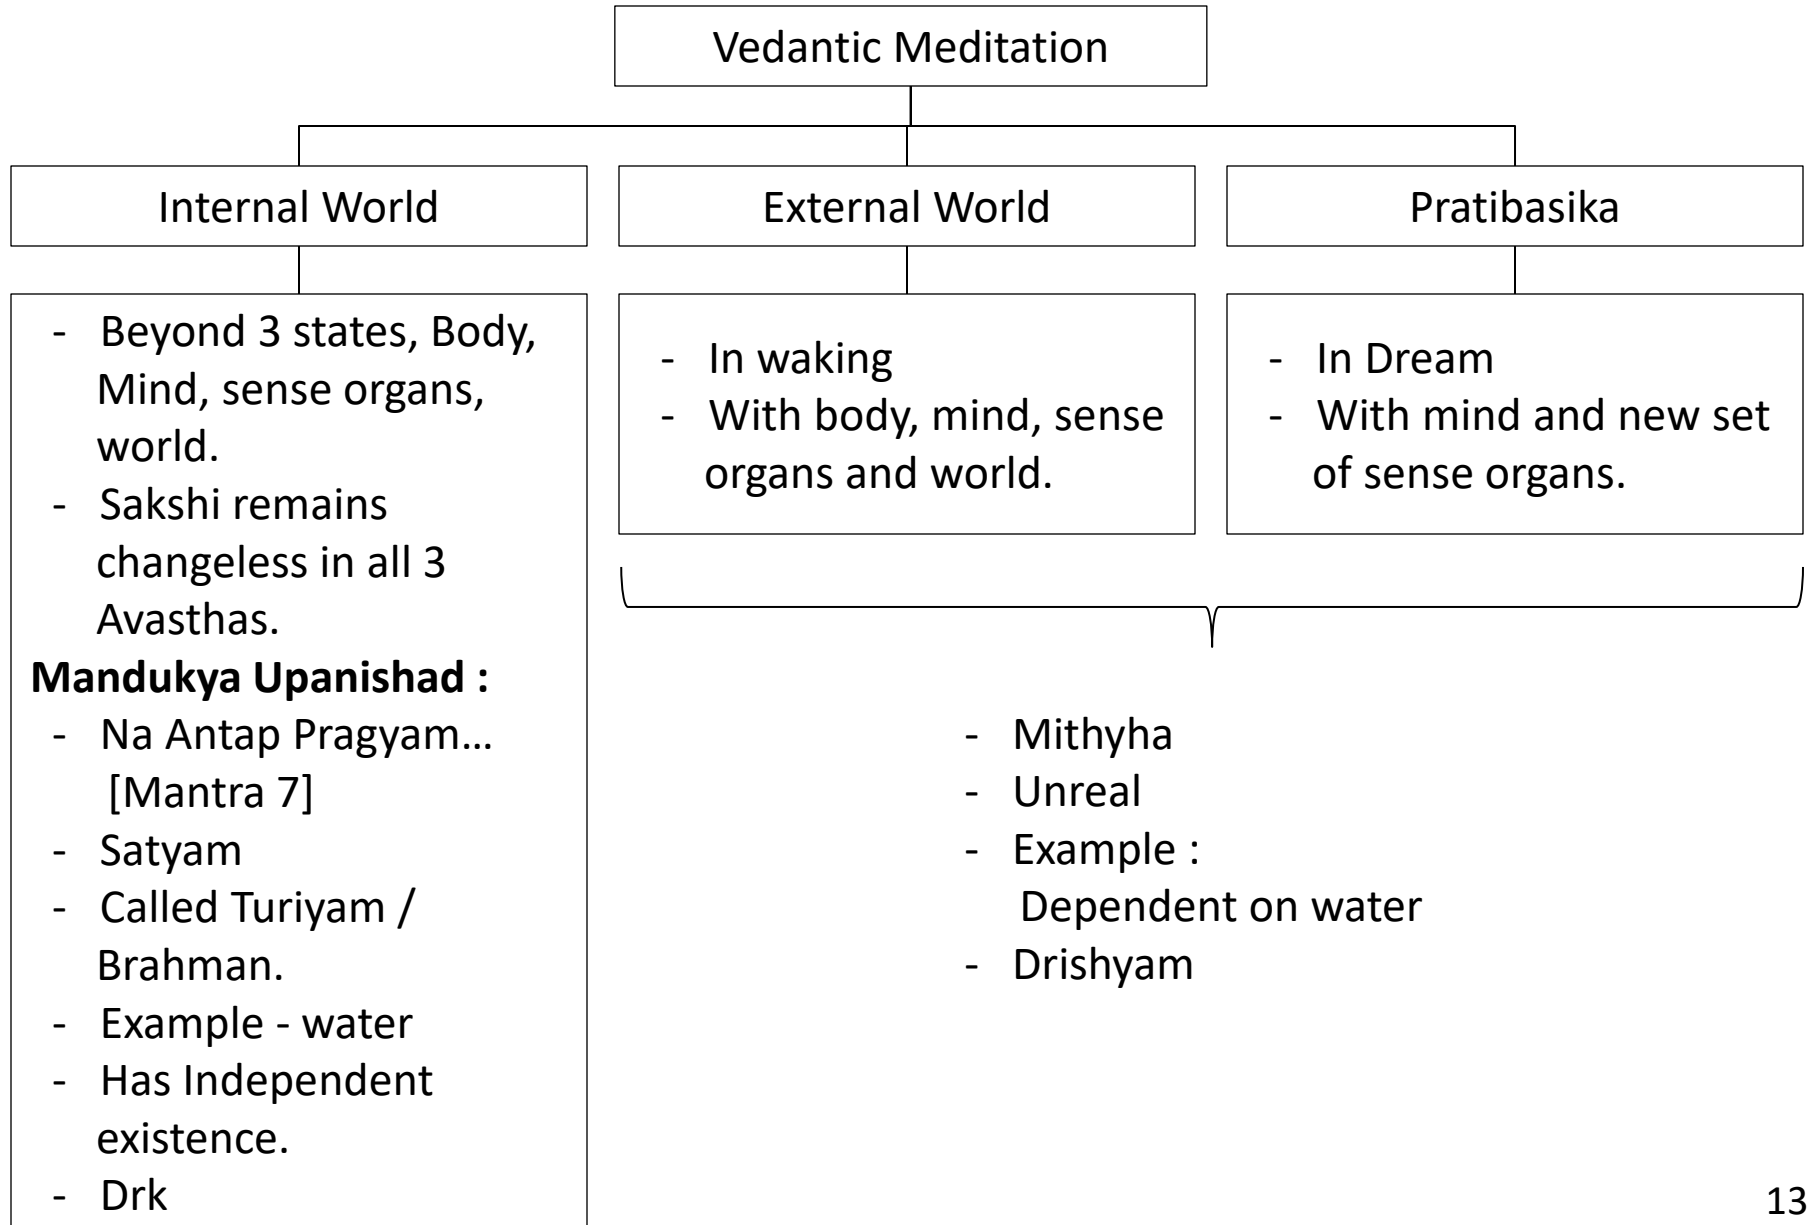 Vedantic Meditation
Internal World
External World
Pratibasika
- Beyond 3 states, Body,
Mind, sense organs,
world.
- Sakshi remains
changeless in all 3
Avasthas.
Mandukya Upanishad :
- Na Antap Pragyam...
[Mantra 7]
- Satyam
- Called Turiyam /
Brahman.
- Example - water
- Has Independent
existence.
- Drk
- In waking
- With body, mind, sense
organs and world.
- In Dream
- With mind and new set
of sense organs.
- Mithyha
- Unreal
- Example :
Dependent on water
- Drishyam
13